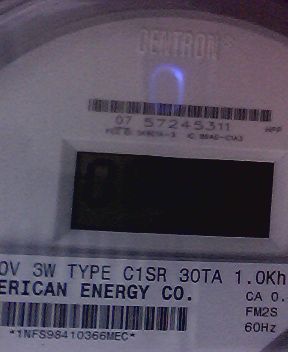 CENTRON
07 57245311
0V 3W TYPE C1SR 30TA 1.0Kh
ERICAN ENERGY CO.
CA 0.
FM2S
*1NFS98410366MEC*
60Hz